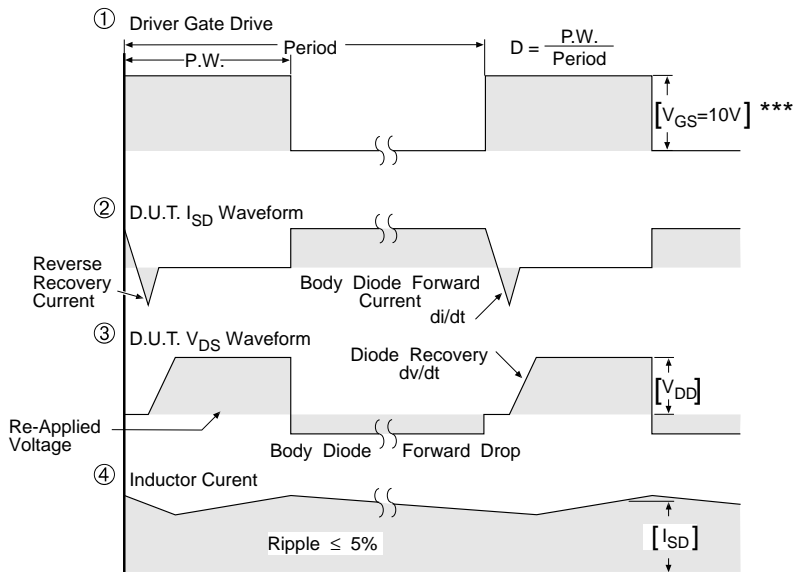 ① Driver Gate Drive
P.W.
Period
D = P.W.
Period
[VGS=10V] ***
② D.U.T. ISD Waveform
Reverse
Recovery
Current
Body Diode Forward
Current
di/dt
③ D.U.T. VDS Waveform
Diode Recovery
dv/dt
[VDD]
Re-Applied
Voltage
Body Diode Forward Drop
④ Inductor Curent
Ripple ≤ 5%
[ISD]